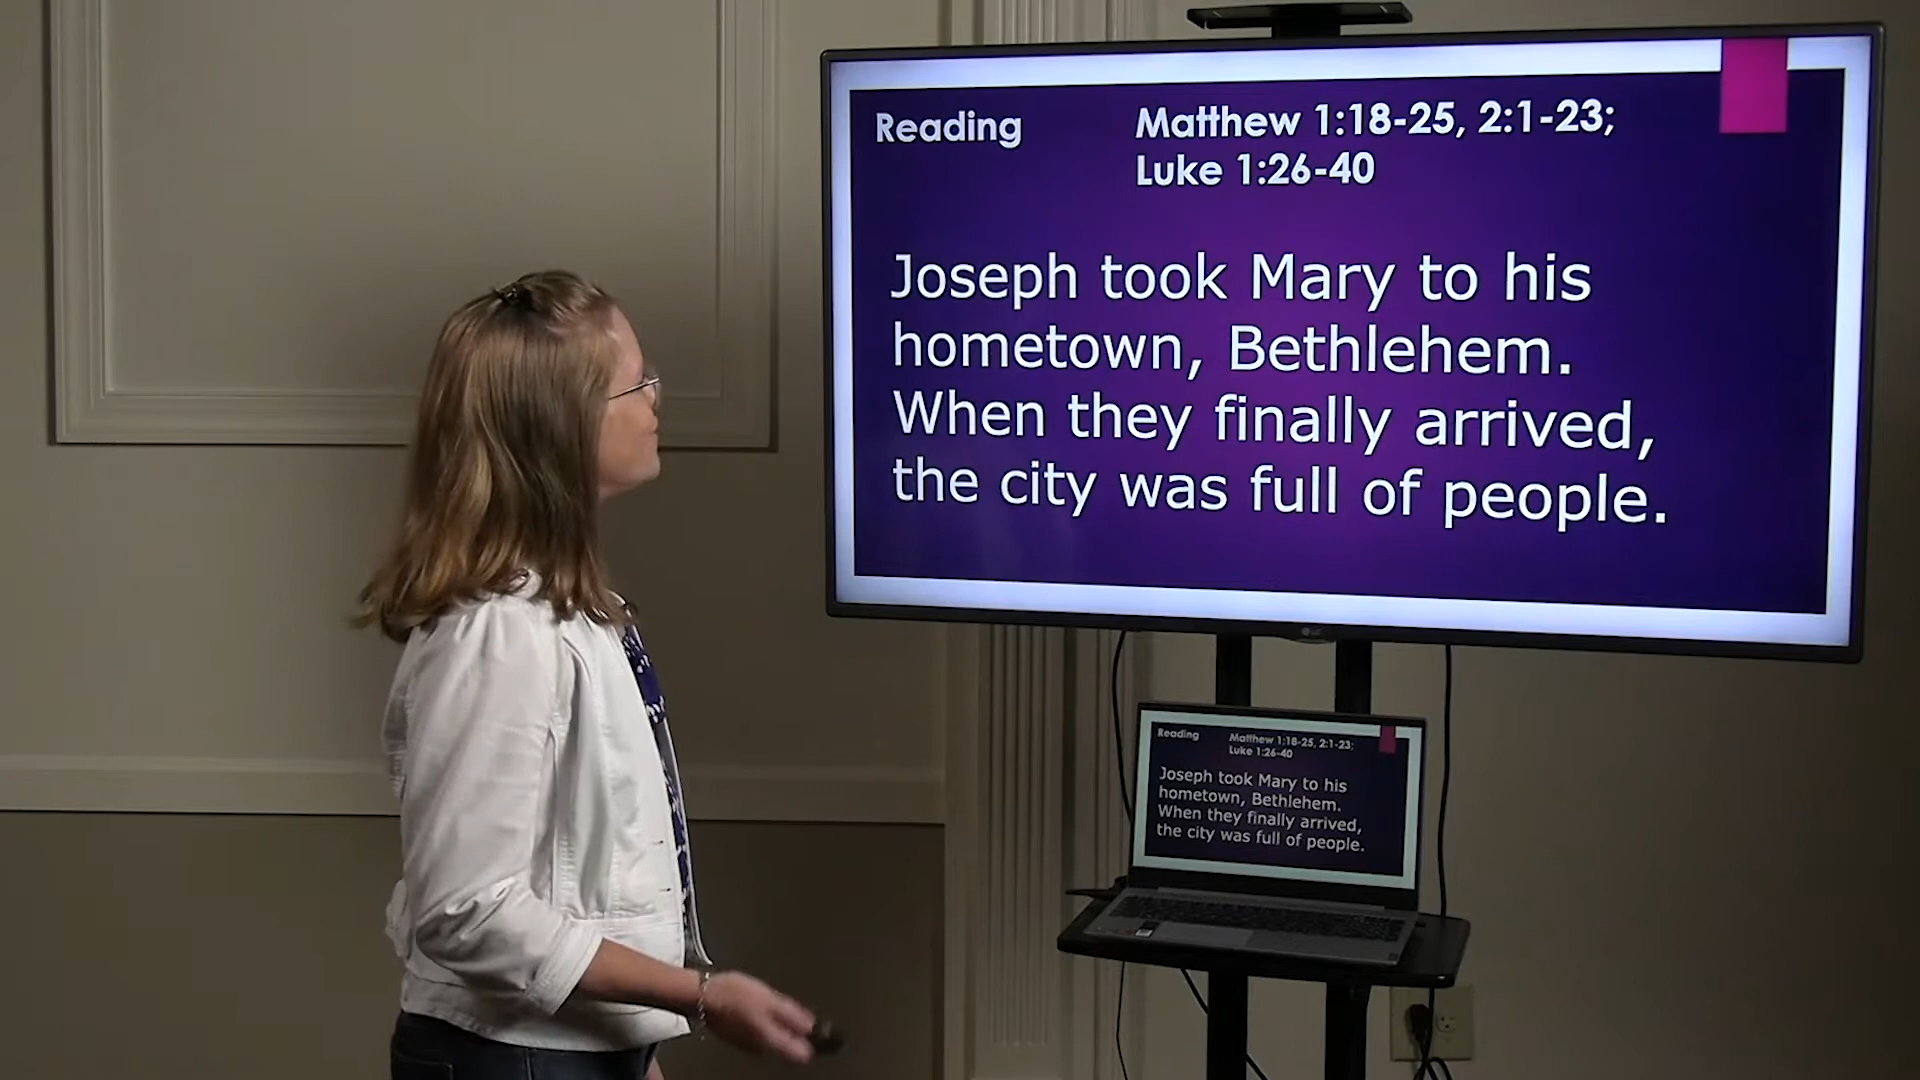 Reading
Matthew 1:18-25, 2:1-23;
Luke 1:26-40
Joseph took Mary to his
hometown, Bethlehem.
When they finally arrived,
the city was full of people.
Reading
Matthew 1:18-25, 2:1-23;
Luke 1:26-40
Joseph took Mary to his
hometown, Bethlehem.
When they finally arrived,
the city was full of people.